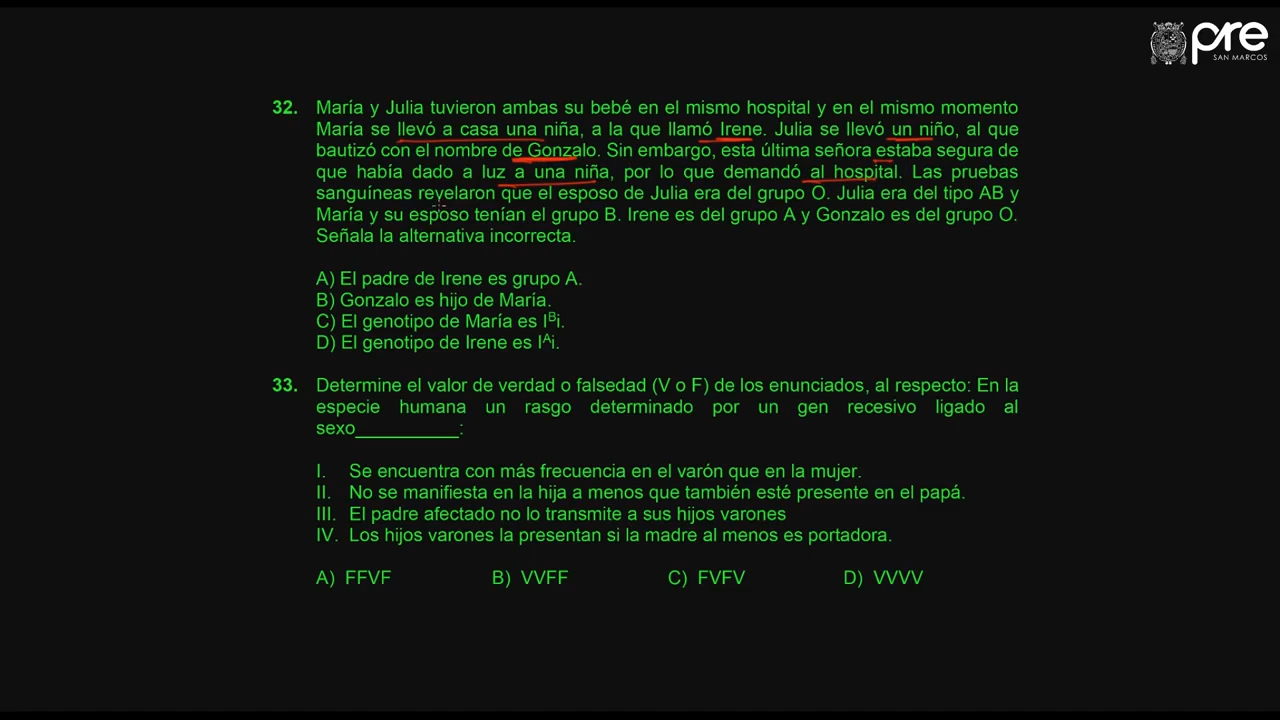 pre
SAN MARCOS
32. María y Julia tuvieron ambas su bebé en el mismo hospital y en el mismo momento
María se llevó a casa una niña, a la que llamó Irene. Julia se llevó un niño, al que
bautizó con el nombre de Gonzalo. Sin embargo, esta última señora estaba segura de
que había dado a luz a una niña, por lo que demandó al hospital. Las pruebas
sanguíneas revelaron que el esposo de Julia era del grupo O. Julia era del tipo AB y
María y su esposo tenían el grupo B. Irene es del grupo A y Gonzalo es del grupo O.
Señala la alternativa incorrecta.
A) El padre de Irene es grupo A.
B) Gonzalo es hijo de María.
C) El genotipo de María es Iᴮi.
D) El genotipo de Irene es Iᴬi.
33. Determine el valor de verdad o falsedad (V o F) de los enunciados, al respecto: En la
especie humana un rasgo determinado por un gen recesivo ligado al
sexo__________:
I. Se encuentra con más frecuencia en el varón que en la mujer.
II. No se manifiesta en la hija a menos que también esté presente en el papá.
III. El padre afectado no lo transmite a sus hijos varones
IV. Los hijos varones la presentan si la madre al menos es portadora.
A) FFVF B) VVFF C) FVFV D) VVVV